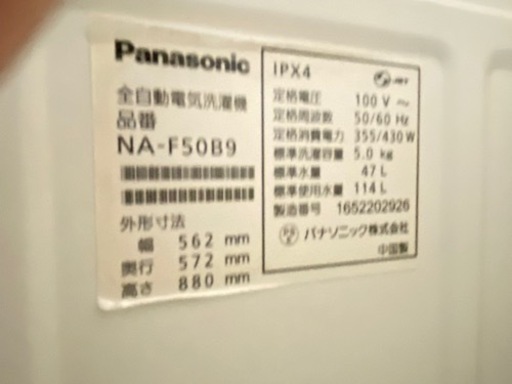 Panasonic
全自動電気洗濯機
品番
NA-F50B9
外形寸法
幅 562 mm
奥行 572 mm
高さ 880 mm
IPX4
定格電圧 100 V ～
定格周波数 50/60 Hz
定格消費電力 355/430 W
標準洗濯容量 5.0 kg
標準水量 47 L
標準使用水量 114 L
製造番号 1652202926
パナソニック株式会社
中国製